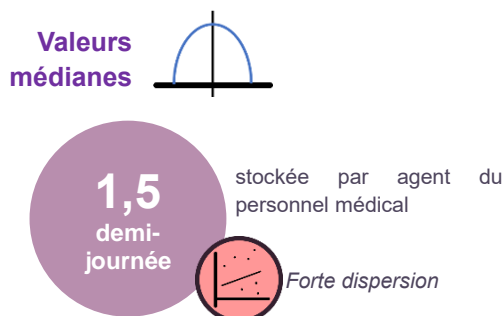 Valeurs
médianes
1,5
demi-
journée
stockée par agent du
personnel médical
Forte dispersion